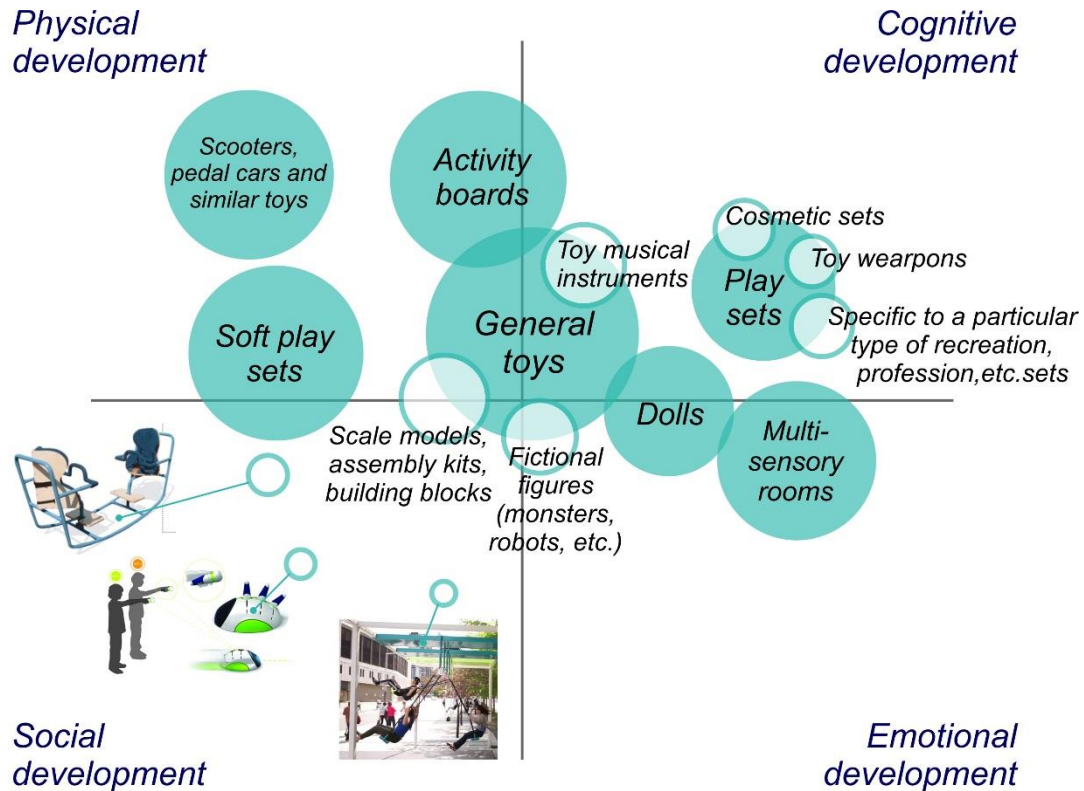 Physical
development
Cognitive
development
Scooters,
pedal cars and
similar toys
Activity
boards
Cosmetic sets
Toy musical
instruments
Toy wearpons
Play
sets
General
toys
Soft play
sets
Specific to a particular
type of recreation,
profession,etc.sets
Dolls
Multi-
sensory
rooms
Scale models,
assembly kits,
building blocks
Fictional
figures
(monsters,
robots, etc.)
Social
development
Emotional
development